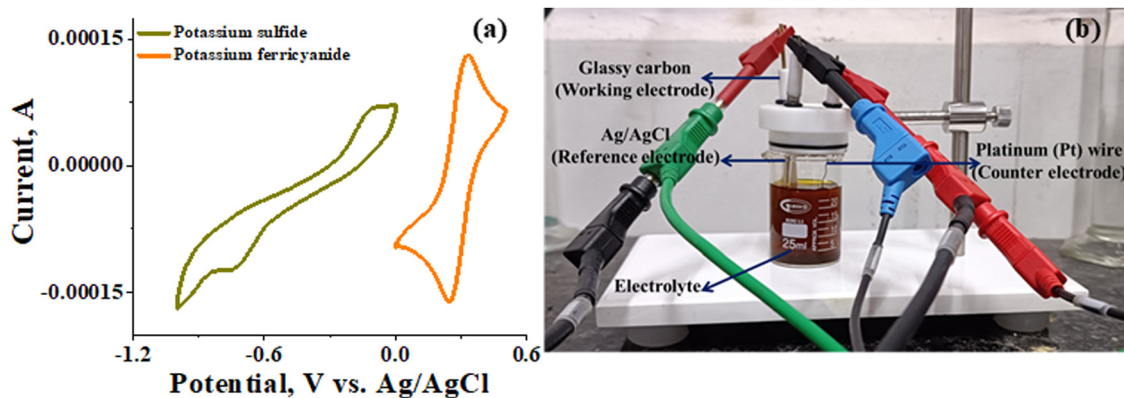 Potassium sulfide
Potassium ferricyanide
(a)
0.00015
0.00000
-0.00015
Current, A
-1.2
-0.6
0.0
0.6
Potential, V vs. Ag/AgCl
(b)
Glassy carbon
(Working electrode)
Ag/AgCl
(Reference electrode)
Platinum (Pt) wire
(Counter electrode)
Electrolyte
25ml